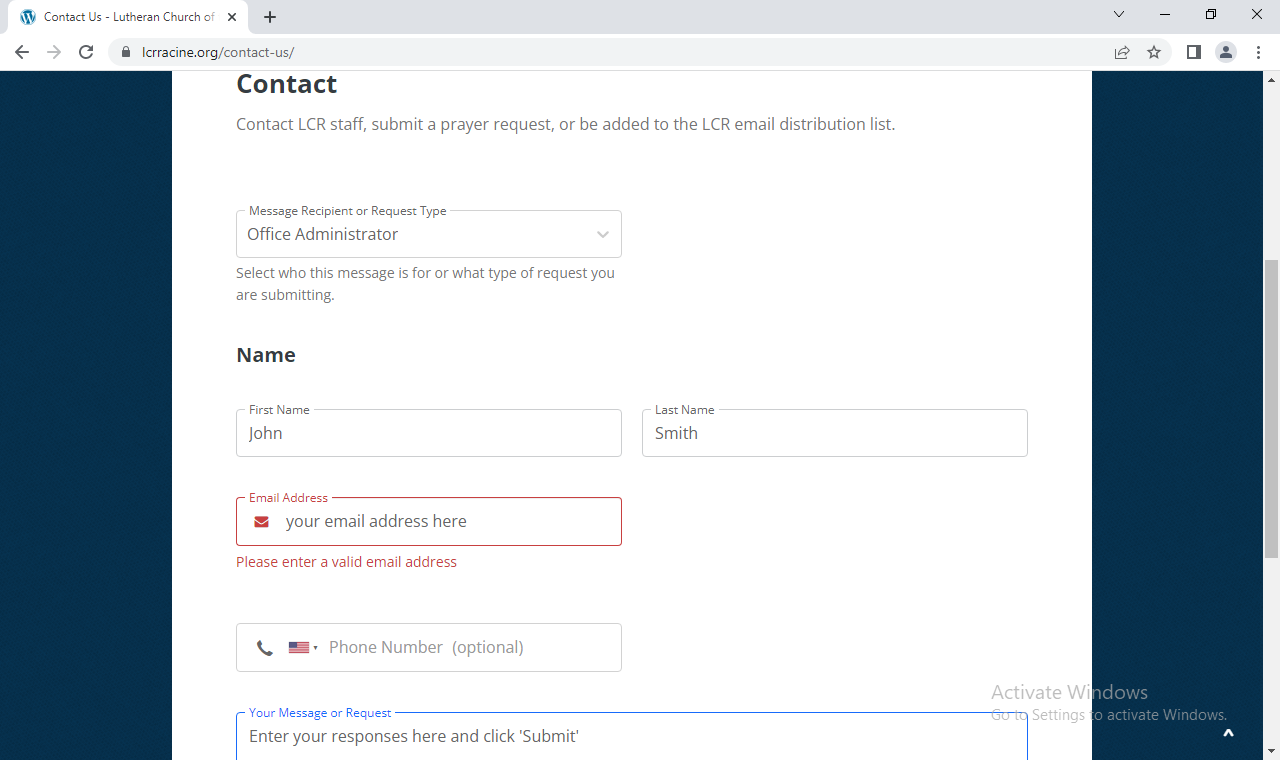 Contact Us - Lutheran Church of
lcrracine.org/contact-us/
Contact
Contact LCR staff, submit a prayer request, or be added to the LCR email distribution list.
Message Recipient or Request Type
Office Administrator
Select who this message is for or what type of request you
are submitting.
Name
First Name
John
Last Name
Smith
Email Address
your email address here
Please enter a valid email address
Phone Number (optional)
Activate Windows
Go to Settings to activate Windows.
Your Message or Request
Enter your responses here and click 'Submit'